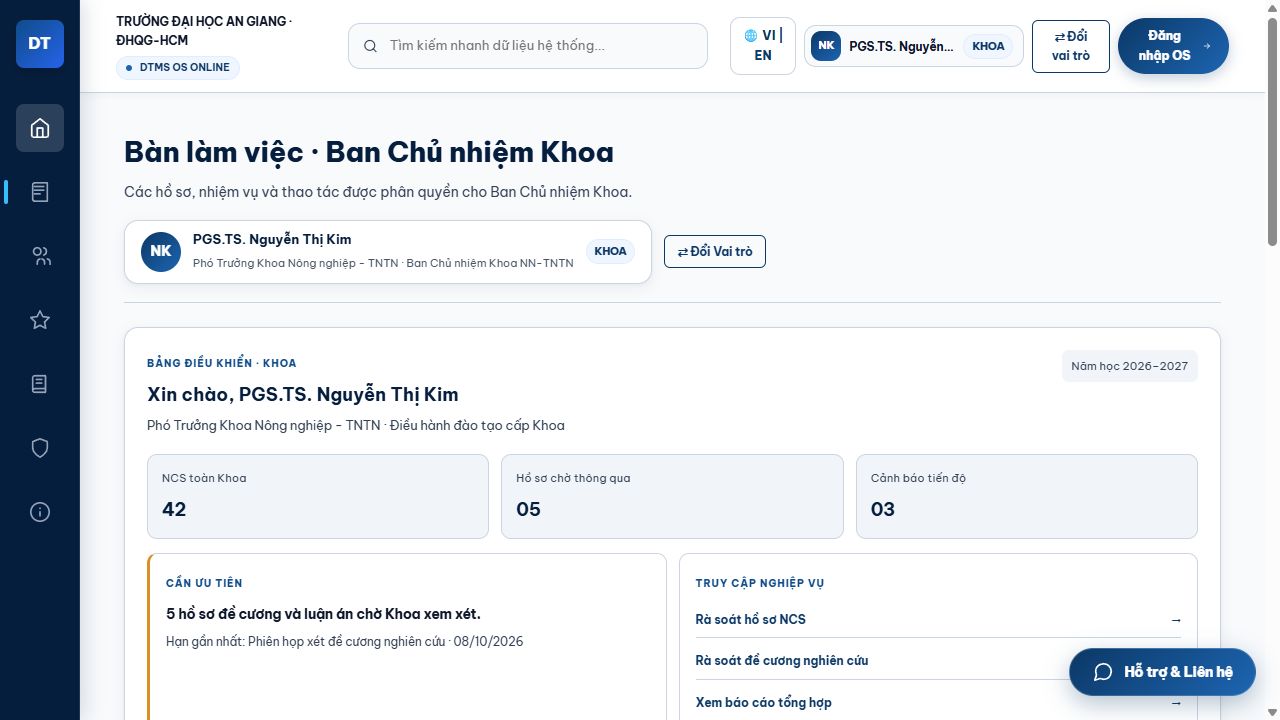 DT
TRƯỜNG ĐẠI HỌC AN GIANG ·
ĐHQG-HCM
DTMS OS ONLINE
Tìm kiếm nhanh dữ liệu hệ thống...
🌐 VI |
EN
NK PGS.TS. Nguyễn... KHOA
⇄ Đổi
vai trò
Đăng
nhập OS →
Bàn làm việc · Ban Chủ nhiệm Khoa
Các hồ sơ, nhiệm vụ và thao tác được phân quyền cho Ban Chủ nhiệm Khoa.
NK
PGS.TS. Nguyễn Thị Kim
Phó Trưởng Khoa Nông nghiệp - TNTN · Ban Chủ nhiệm Khoa NN-TNTN
KHOA
⇄ Đổi Vai trò
BẢNG ĐIỀU KHIỂN · KHOA
Năm học 2026–2027
Xin chào, PGS.TS. Nguyễn Thị Kim
Phó Trưởng Khoa Nông nghiệp - TNTN · Điều hành đào tạo cấp Khoa
NCS toàn Khoa
42
Hồ sơ chờ thông qua
05
Cảnh báo tiến độ
03
CẦN ƯU TIÊN
5 hồ sơ đề cương và luận án chờ Khoa xem xét.
Hạn gần nhất: Phiên họp xét đề cương nghiên cứu · 08/10/2026
TRUY CẬP NGHIỆP VỤ
Rà soát hồ sơ NCS →
Rà soát đề cương nghiên cứu
Xem báo cáo tổng hợp →
Hỗ trợ & Liên hệ